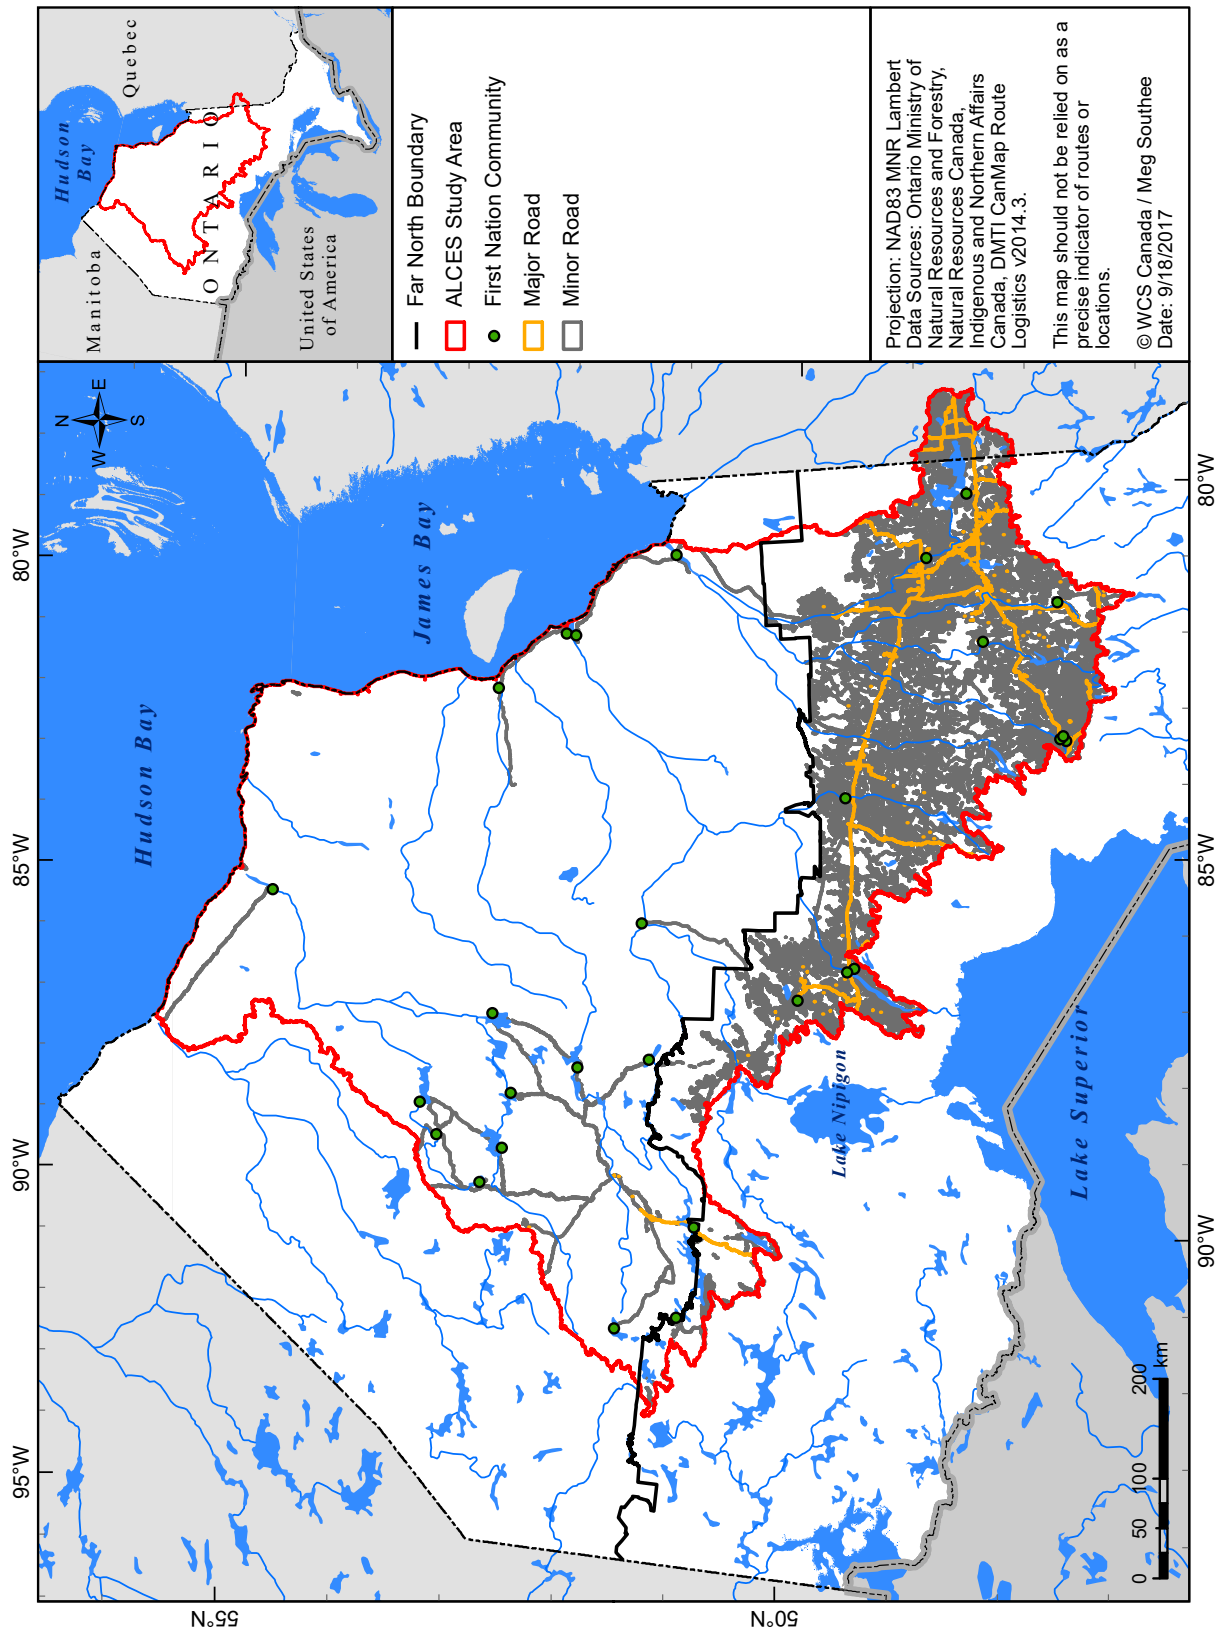 Hudson
Bay
Quebec
Manitoba
ONTARIO
United States
of America
Far North Boundary
ALCES Study Area
First Nation Community
Major Road
Minor Road
Projection: NAD83 MNR Lambert
Data Sources: Ontario Ministry of
Natural Resources and Forestry,
Natural Resources Canada,
Indigenous and Northern Affairs
Canada, DMTI CanMap Route
Logistics v2014.3.
This map should not be relied on as a
precise indicator of routes or
locations.
© WCS Canada / Meg Southee
Date: 9/18/2017
95°W
90°W
85°W
80°W
N
W
E
S
Hudson Bay
James Bay
Lake Nipigon
Lake Superior
55°N
50°N
0
50
100
200
km
90°W
85°W
80°W